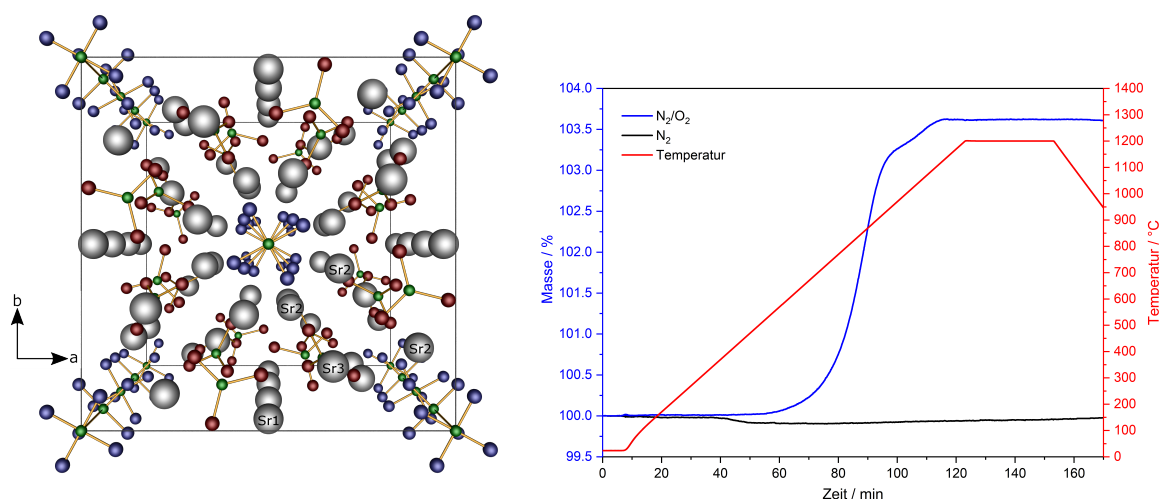 b
a
Sr2
Sr2
Sr2
Sr3
Sr1
104.0
103.5
103.0
102.5
102.0
101.5
101.0
100.5
100.0
99.5
Masse / %
N₂/O₂
N₂
Temperatur
1400
1300
1200
1100
1000
900
800
700
600
500
400
300
200
100
0
Temperatur / °C
0 20 40 60 80 100 120 140 160
Zeit / min